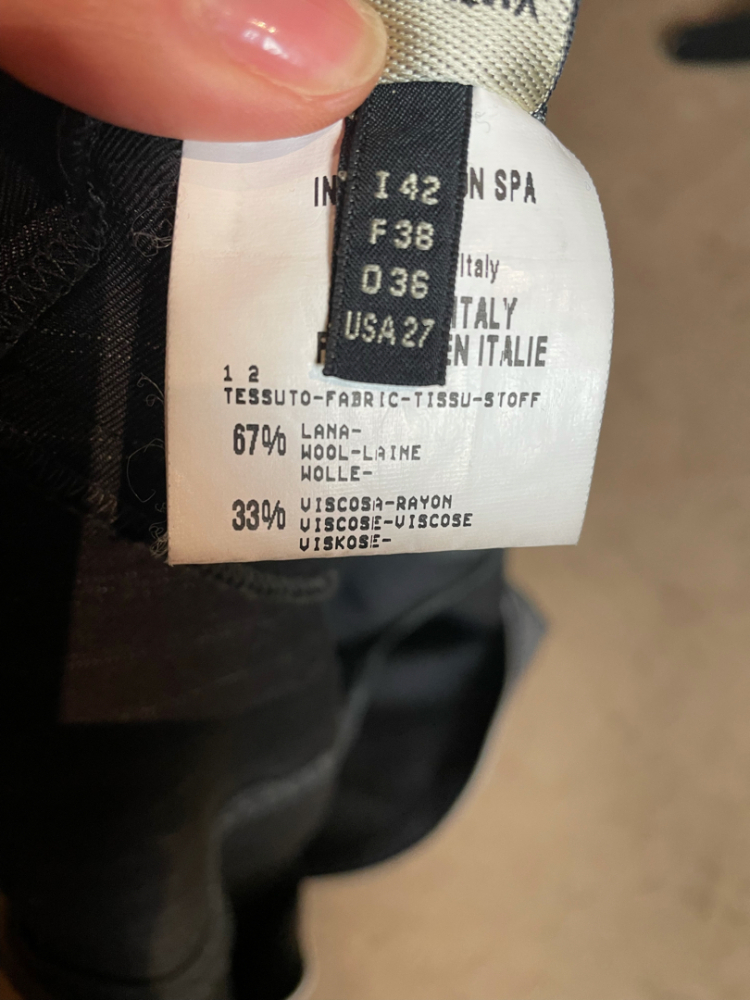 I 42
F 38
D 36
USA 27
N SPA
Italy
ITALY
EN ITALIE
1 2
TESSUTO-FABRIC-TISSU-STOFF
67% LANA-
WOOL-LAINE
WOLLE-
33% VISCOSA-RAYON
VISCOSE-VISCOSE
VISKOSE-